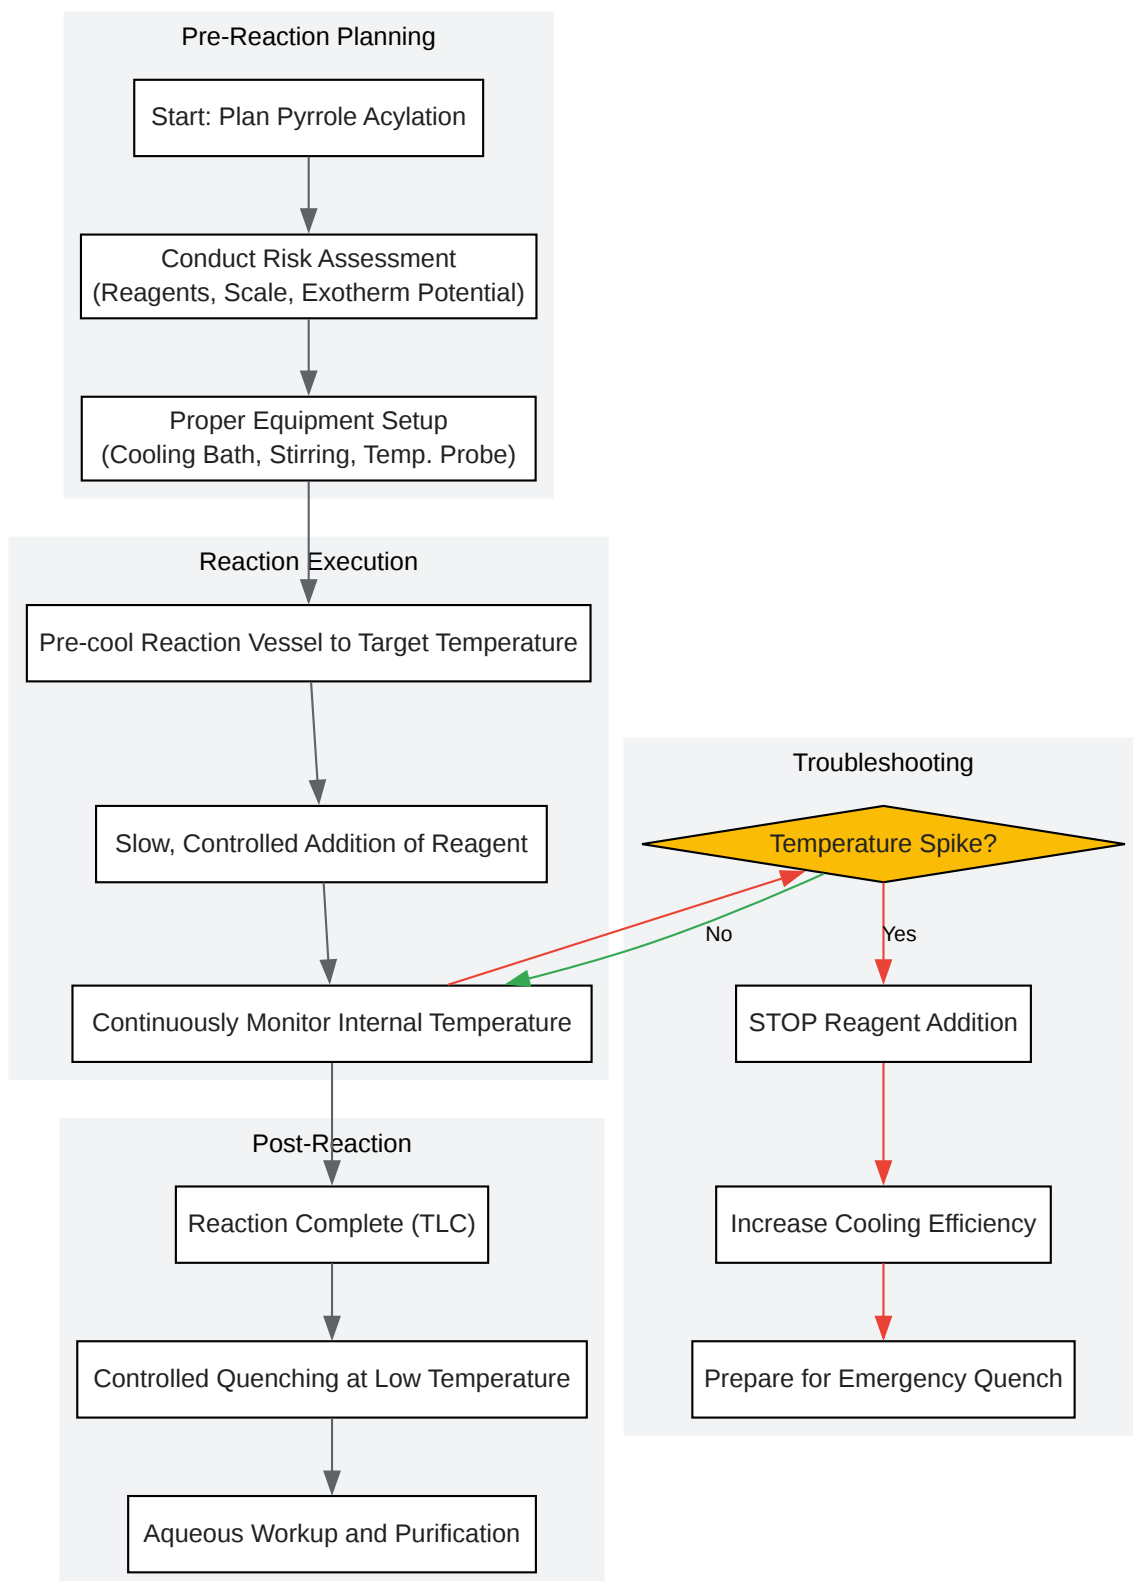 Pre-Reaction Planning
Start: Plan Pyrrole Acylation
Conduct Risk Assessment
(Reagents, Scale, Exotherm Potential)
Proper Equipment Setup
(Cooling Bath, Stirring, Temp. Probe)
Reaction Execution
Pre-cool Reaction Vessel to Target Temperature
Slow, Controlled Addition of Reagent
Continuously Monitor Internal Temperature
Troubleshooting
Temperature Spike?
No
Yes
STOP Reagent Addition
Increase Cooling Efficiency
Prepare for Emergency Quench
Post-Reaction
Reaction Complete (TLC)
Controlled Quenching at Low Temperature
Aqueous Workup and Purification